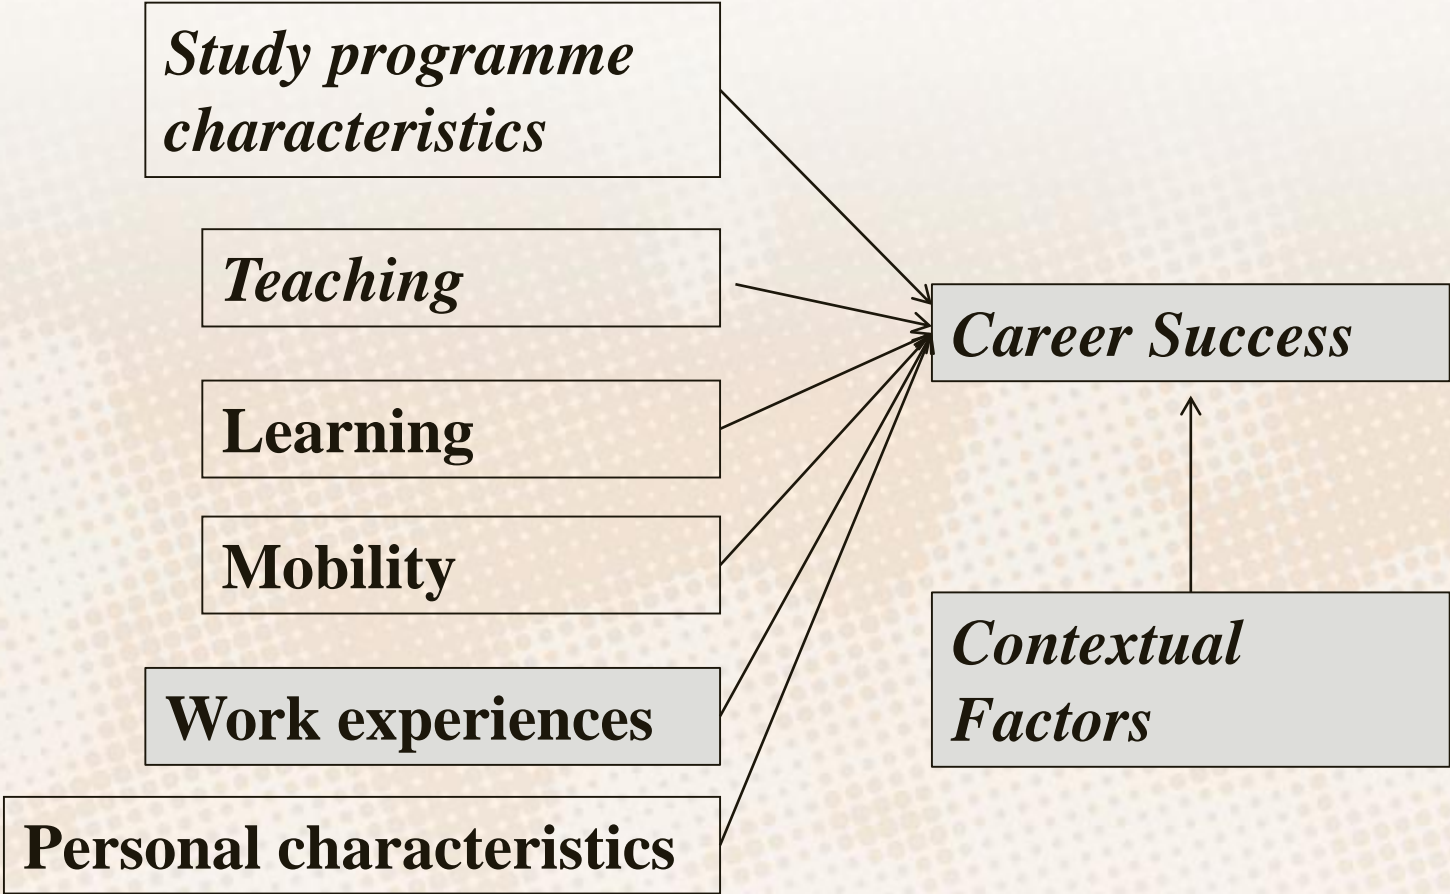 Study programme
characteristics
Teaching
Learning
Mobility
Work experiences
Personal characteristics
Career Success
Contextual
Factors